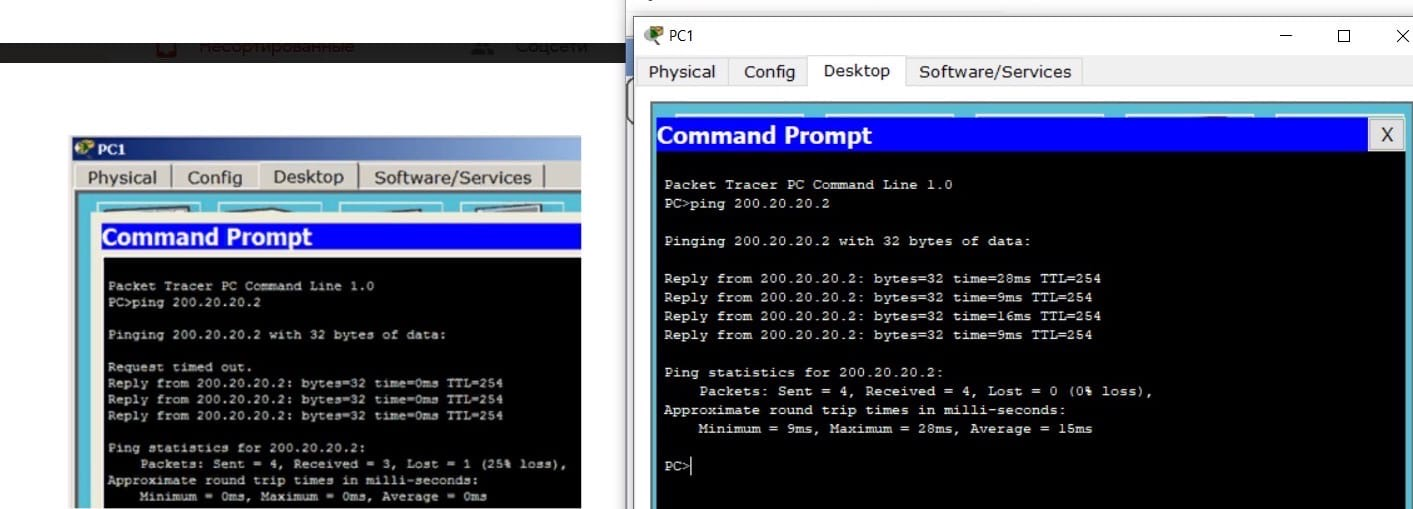 Несортированные
Соцсети
PC1
Physical Config Desktop Software/Services
Command Prompt
Packet Tracer PC Command Line 1.0
PC>ping 200.20.20.2
Pinging 200.20.20.2 with 32 bytes of data:
Request timed out.
Reply from 200.20.20.2: bytes=32 time=0ms TTL=254
Reply from 200.20.20.2: bytes=32 time=0ms TTL=254
Reply from 200.20.20.2: bytes=32 time=0ms TTL=254
Ping statistics for 200.20.20.2:
Packets: Sent = 4, Received = 3, Lost = 1 (25% loss),
Approximate round trip times in milli-seconds:
Minimum = 0ms, Maximum = 0ms, Average = 0ms
PC1
Physical Config Desktop Software/Services
Command Prompt X
Packet Tracer PC Command Line 1.0
PC>ping 200.20.20.2
Pinging 200.20.20.2 with 32 bytes of data:
Reply from 200.20.20.2: bytes=32 time=28ms TTL=254
Reply from 200.20.20.2: bytes=32 time=9ms TTL=254
Reply from 200.20.20.2: bytes=32 time=16ms TTL=254
Reply from 200.20.20.2: bytes=32 time=9ms TTL=254
Ping statistics for 200.20.20.2:
Packets: Sent = 4, Received = 4, Lost = 0 (0% loss),
Approximate round trip times in milli-seconds:
Minimum = 9ms, Maximum = 28ms, Average = 15ms
PC>